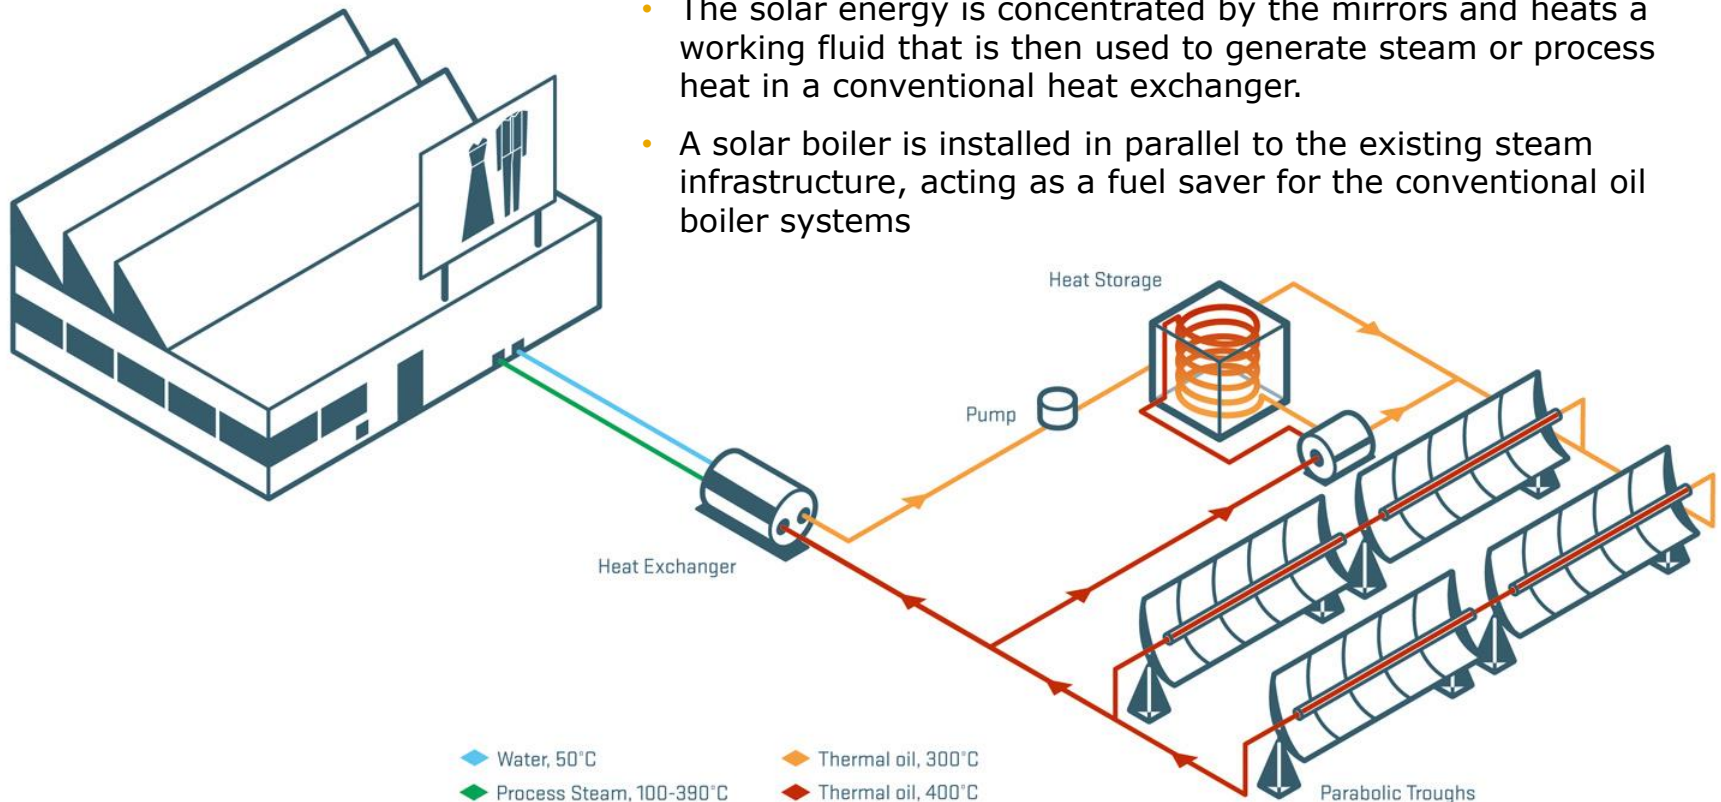 • The solar energy is concentrated by the mirrors and heats a
working fluid that is then used to generate steam or process
heat in a conventional heat exchanger.
• A solar boiler is installed in parallel to the existing steam
infrastructure, acting as a fuel saver for the conventional oil
boiler systems
Heat Storage
Pump
Heat Exchanger
Water, 50°C
Thermal oil, 300°C
Process Steam, 100-390°C
Thermal oil, 400°C
Parabolic Troughs